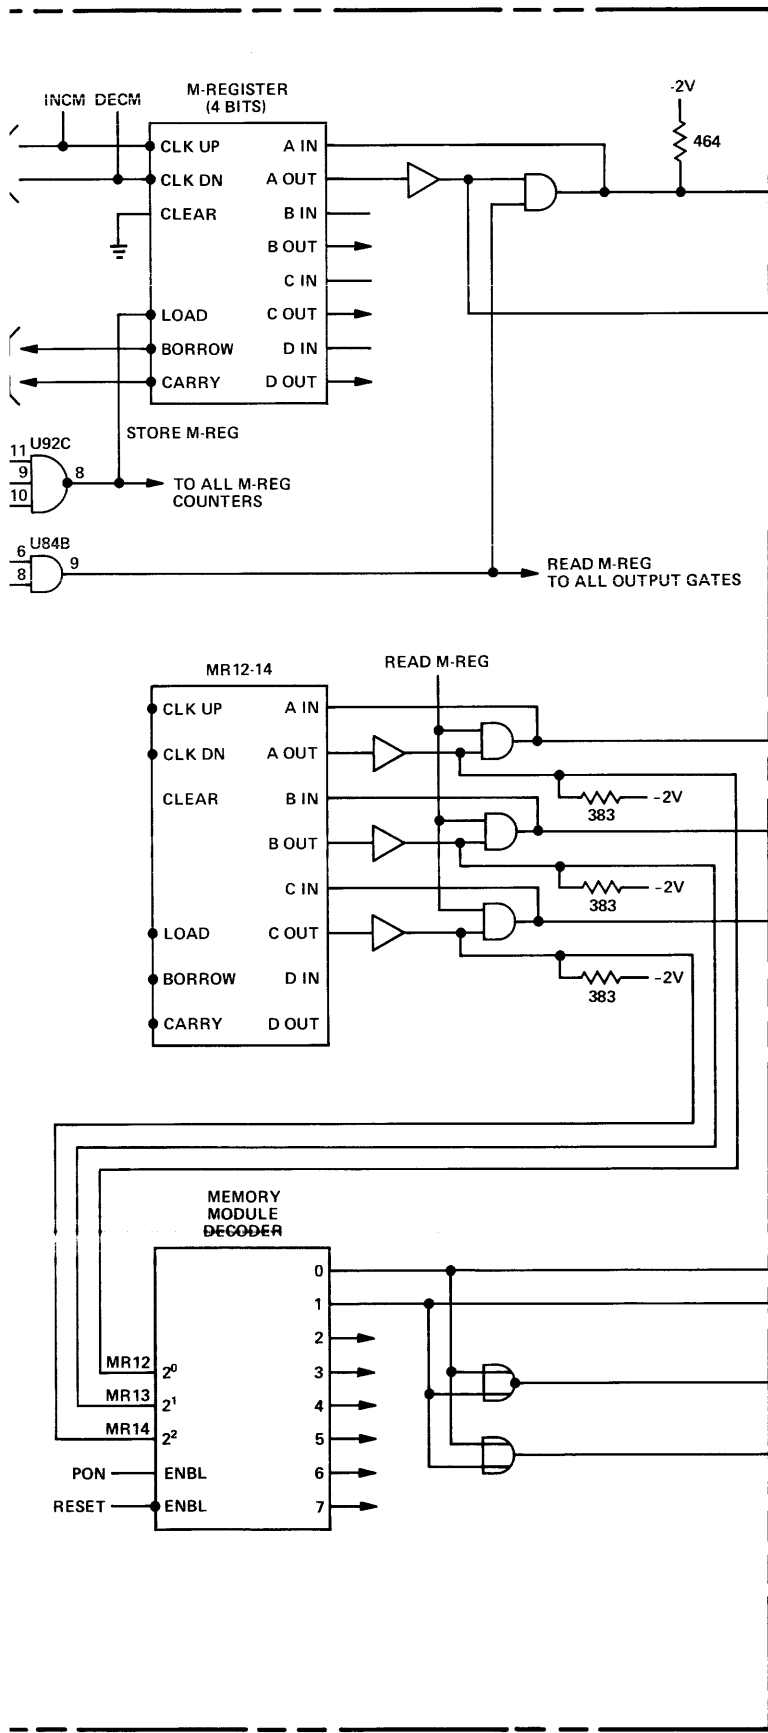 -2V
M-REGISTER
(4 BITS)
INCM DECM
464
CLK UP A IN
CLK DN A OUT
CLEAR B IN
B OUT
C IN
LOAD C OUT
BORROW D IN
CARRY D OUT
STORE M-REG
U92C
11
9 8
10
TO ALL M-REG
COUNTERS
U84B
6 9
8
READ M-REG
TO ALL OUTPUT GATES
READ M-REG
MR12-14
CLK UP A IN
CLK DN A OUT
CLEAR B IN
-2V
383
B OUT
C IN
-2V
383
LOAD C OUT
BORROW D IN
-2V
383
CARRY D OUT
MEMORY
MODULE
DECODER
0
1
2
MR12 2⁰ 3
MR13 2¹ 4
MR14 2² 5
PON ENBL 6
RESET ENBL 7